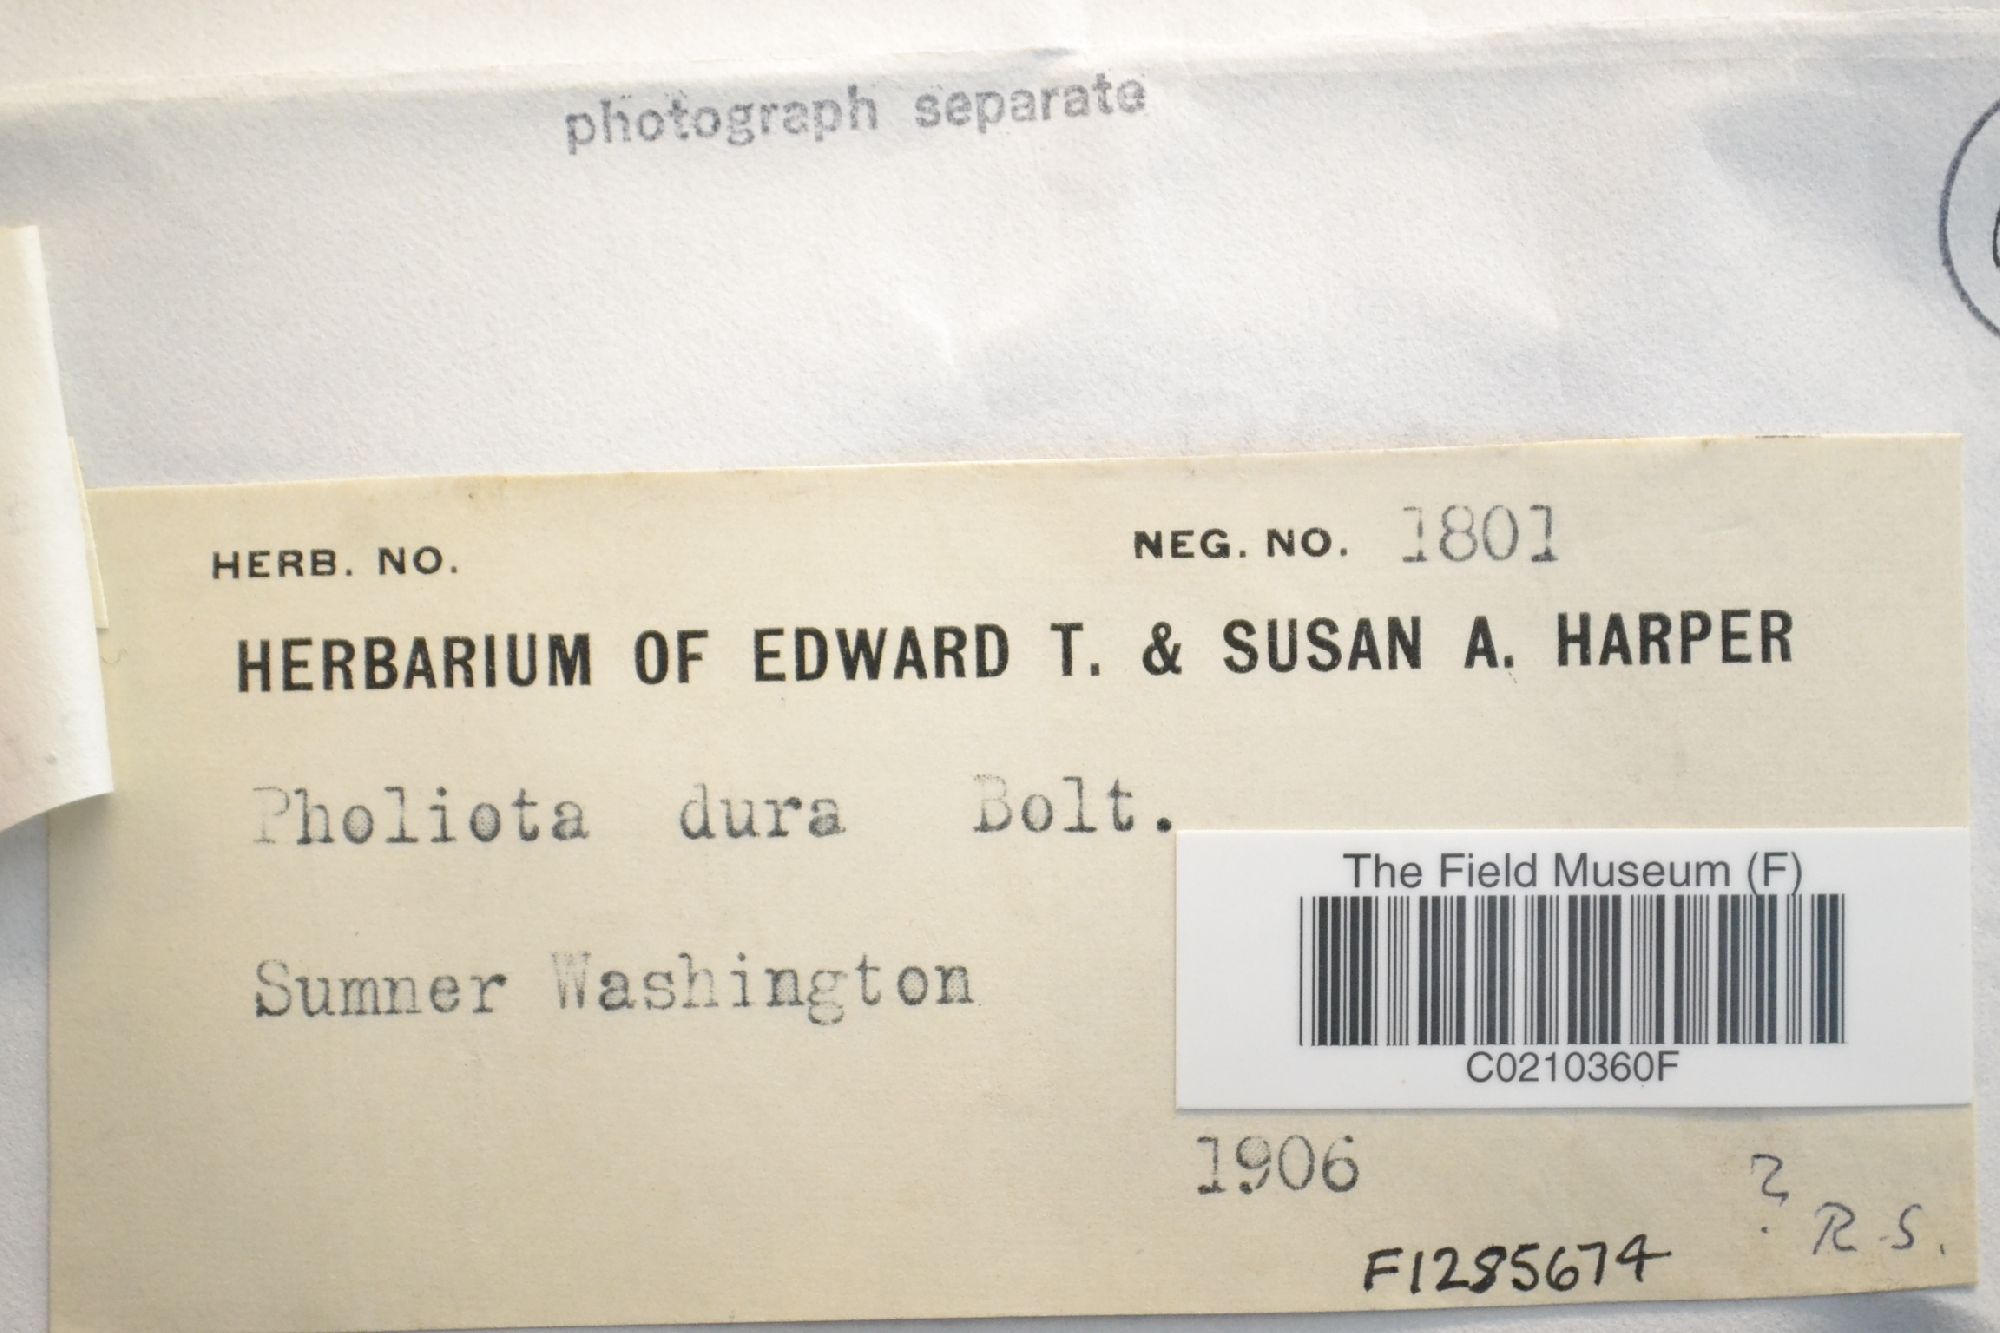 photograph separate
HERB. NO. NEG. NO. 1801
HERBARIUM OF EDWARD T. & SUSAN A. HARPER
Pholiota dura Bolt.
The Field Museum (F)
Sumner Washington
C0210360F
1906
? R.S.
F1285674